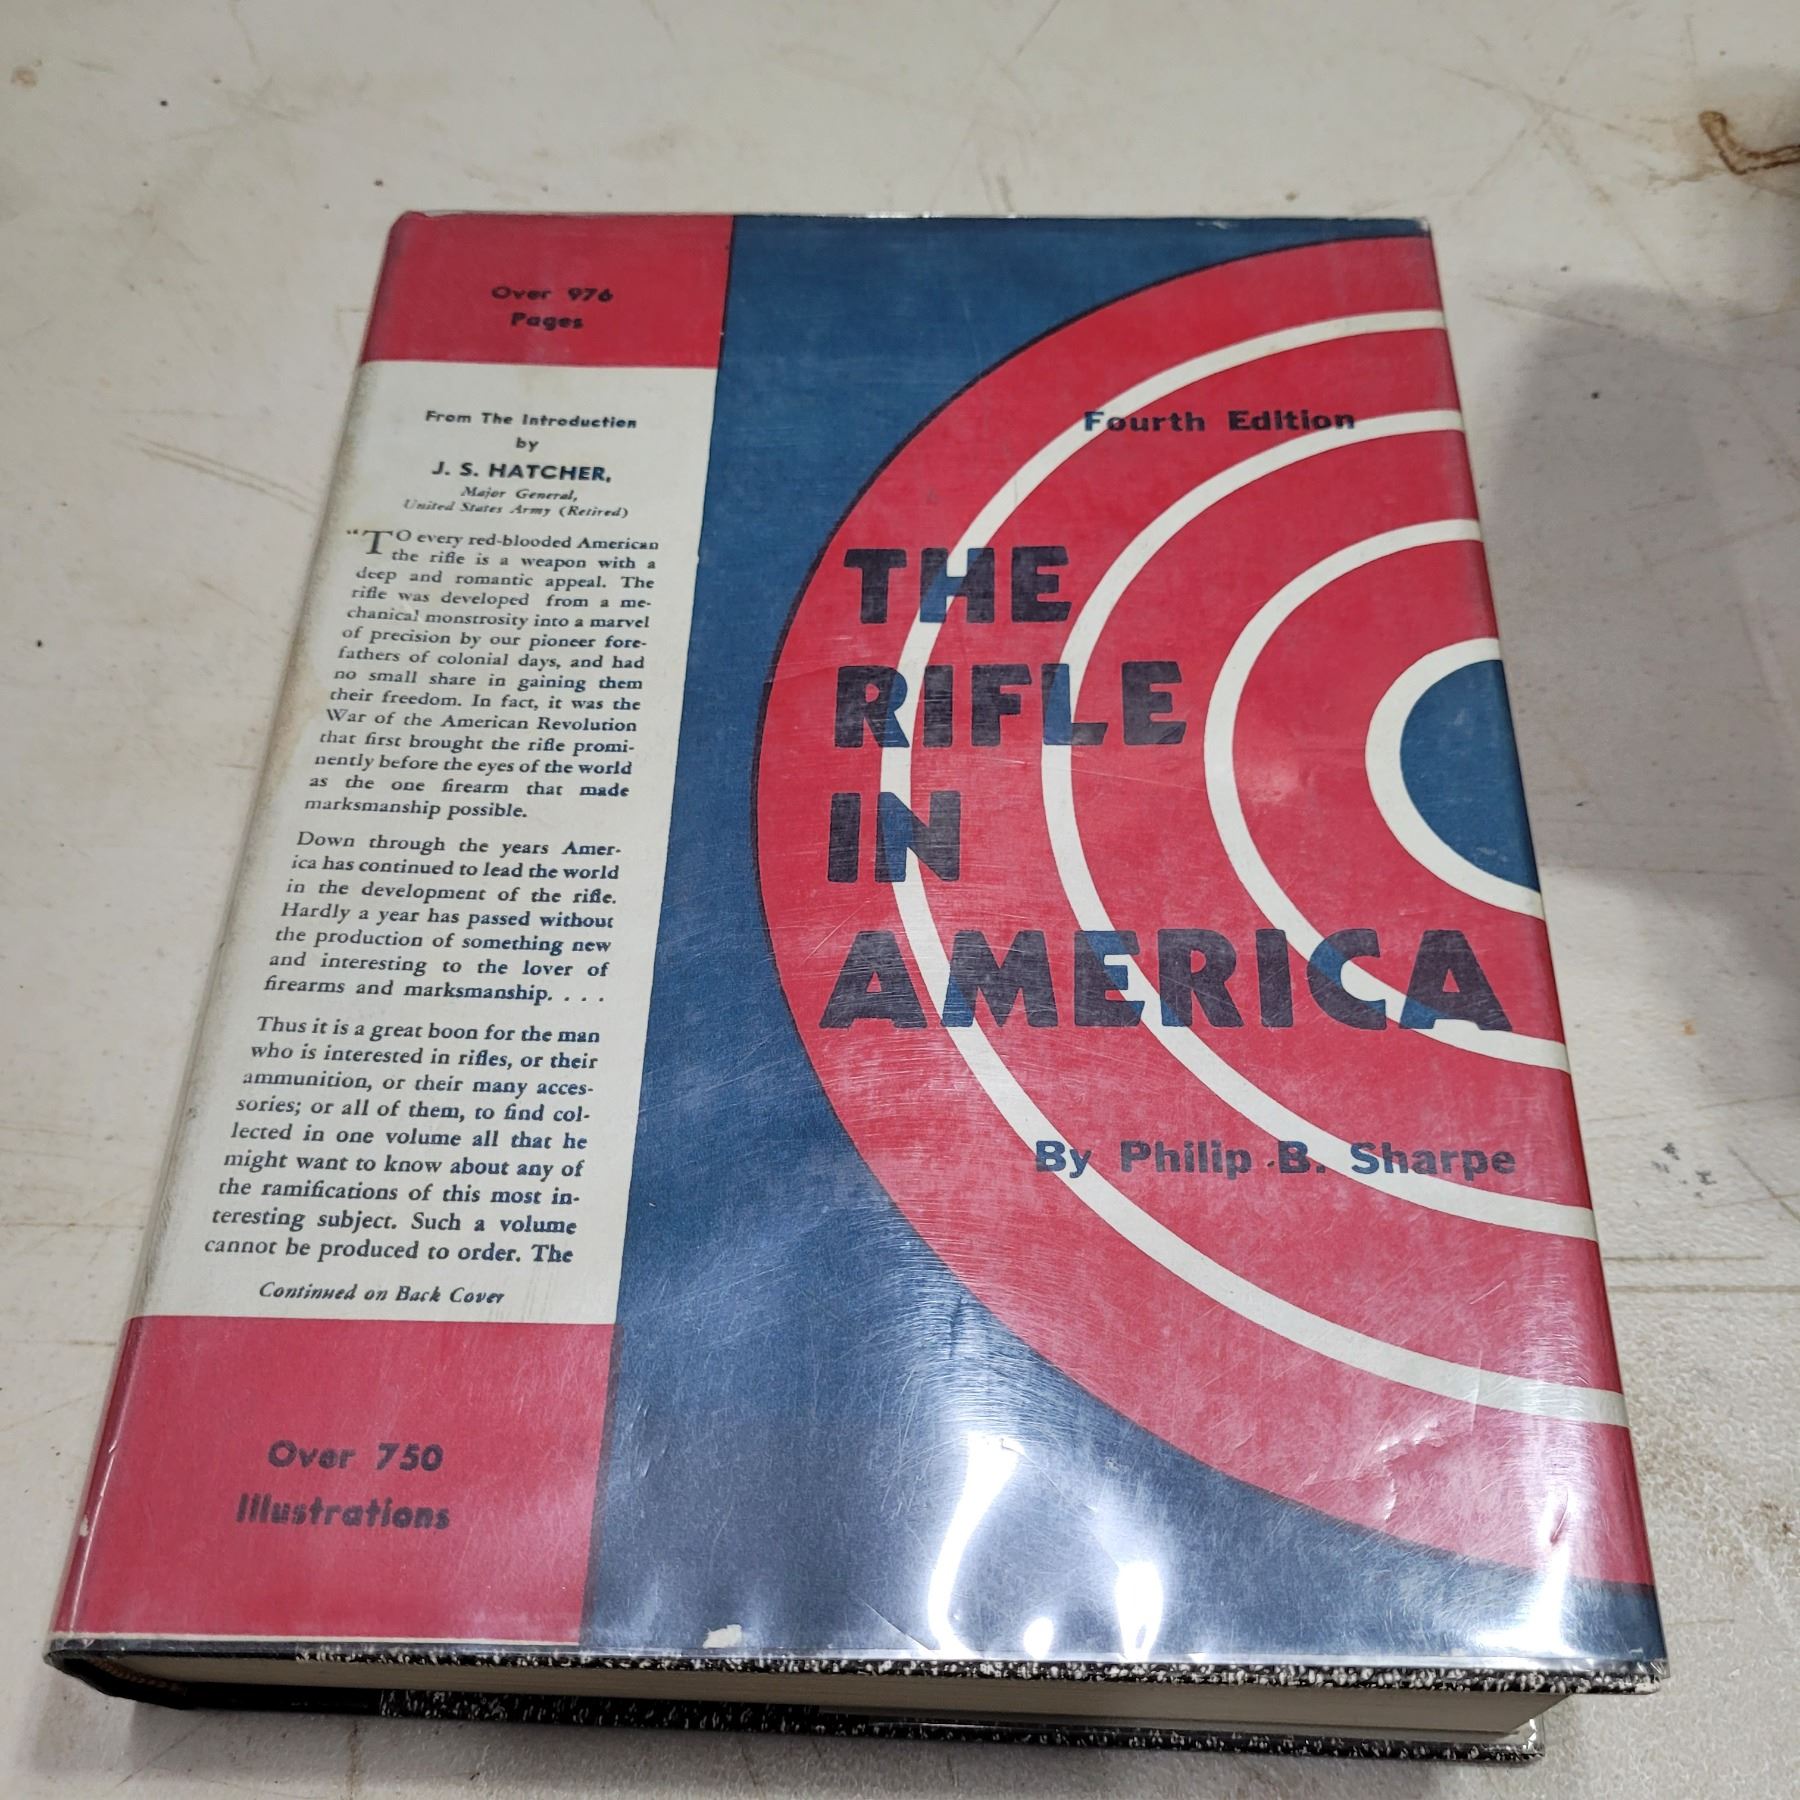 Over 976
Pages
From The Introduction
by
J. S. HATCHER,
Major General,
United States Army (Retired)
"TO every red-blooded American
the rifle is a weapon with a
deep and romantic appeal. The
rifle was developed from a me-
chanical monstrosity into a marvel
of precision by our pioneer fore-
fathers of colonial days, and had
no small share in gaining them
their freedom. In fact, it was the
War of the American Revolution
that first brought the rifle promi-
nently before the eyes of the world
as the one firearm that made
marksmanship possible.
Down through the years Amer-
ica has continued to lead the world
in the development of the rifle.
Hardly a year has passed without
the production of something new
and interesting to the lover of
firearms and marksmanship. . . .
Thus it is a great boon for the man
who is interested in rifles, or their
ammunition, or their many acces-
sories; or all of them, to find col-
lected in one volume all that he
might want to know about any of
the ramifications of this most in-
teresting subject. Such a volume
cannot be produced to order. The
Continued on Back Cover
Over 750
Illustrations
Fourth Edition
THE
RIFLE
IN
AMERICA
By Philip B. Sharpe